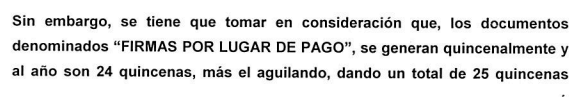 Sin embargo, se tiene que tomar en consideración que, los documentos
denominados “FIRMAS POR LUGAR DE PAGO”, se generan quincenalmente y
al año son 24 quincenas, más el aguilando, dando un total de 25 quincenas